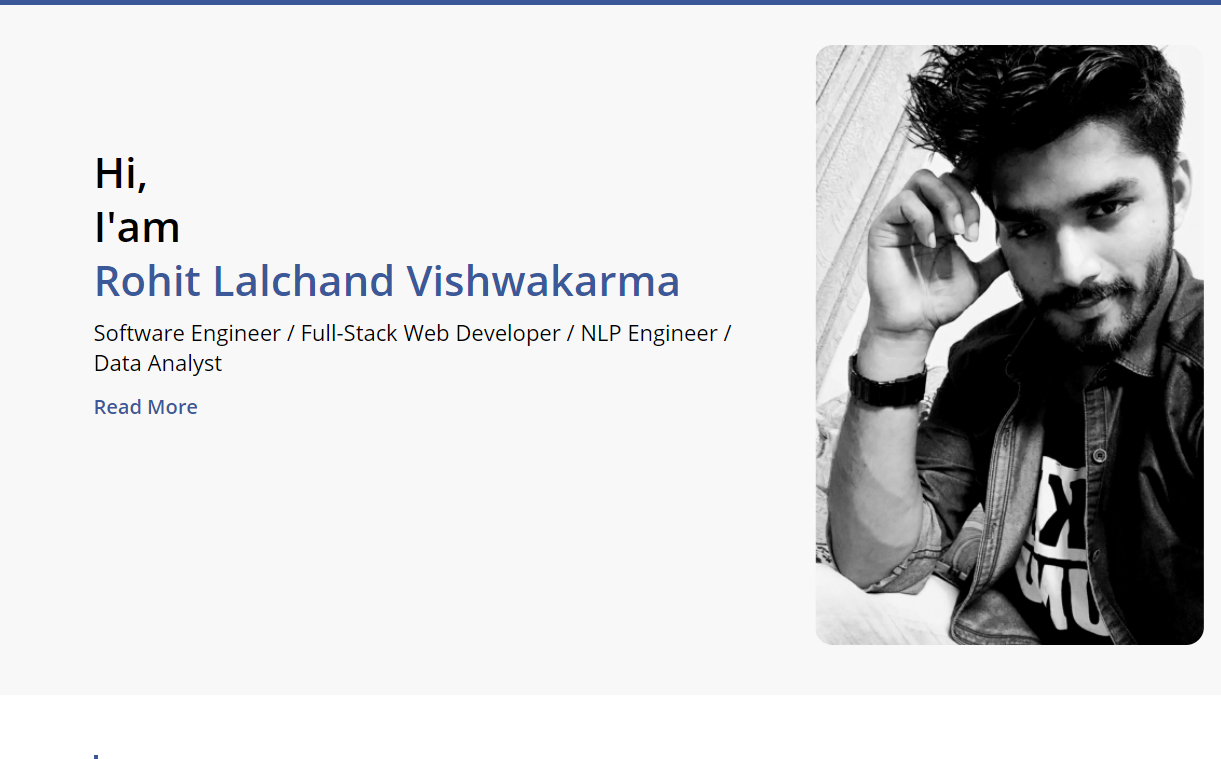 Hi,
I'am
Rohit Lalchand Vishwakarma
Software Engineer / Full-Stack Web Developer / NLP Engineer /
Data Analyst
Read More